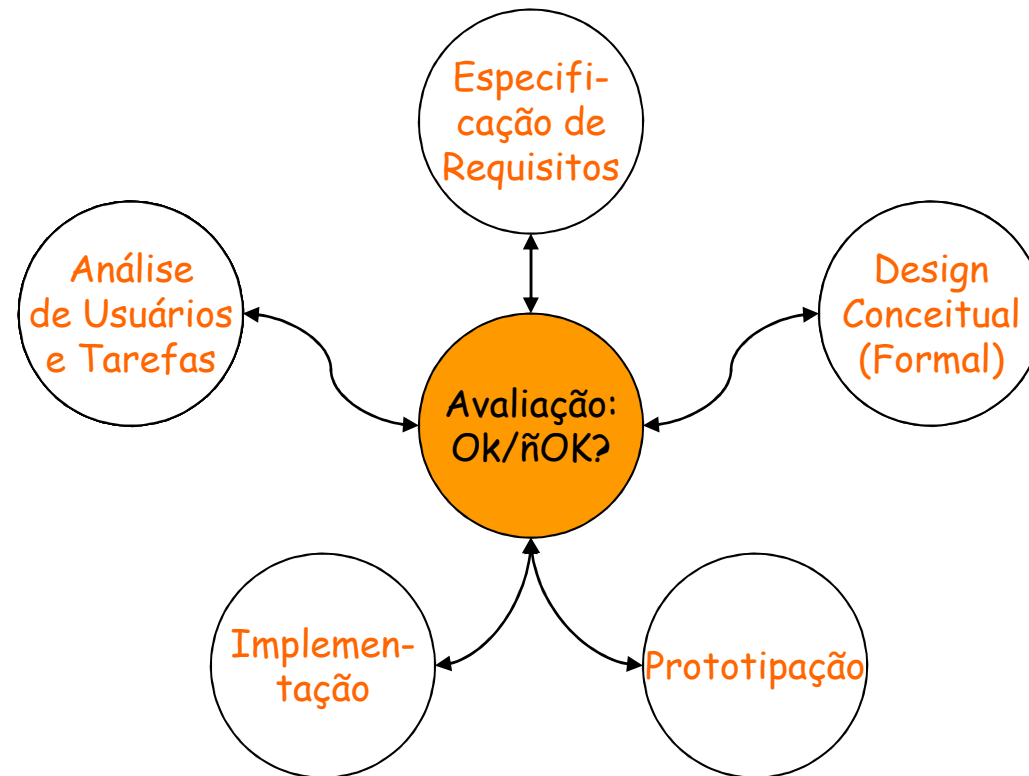 Especifi-
cação de
Requisitos
Análise
de Usuários
e Tarefas
Design
Conceitual
(Formal)
Avaliação:
Ok/ñOK?
Implemen-
tação
Prototipação